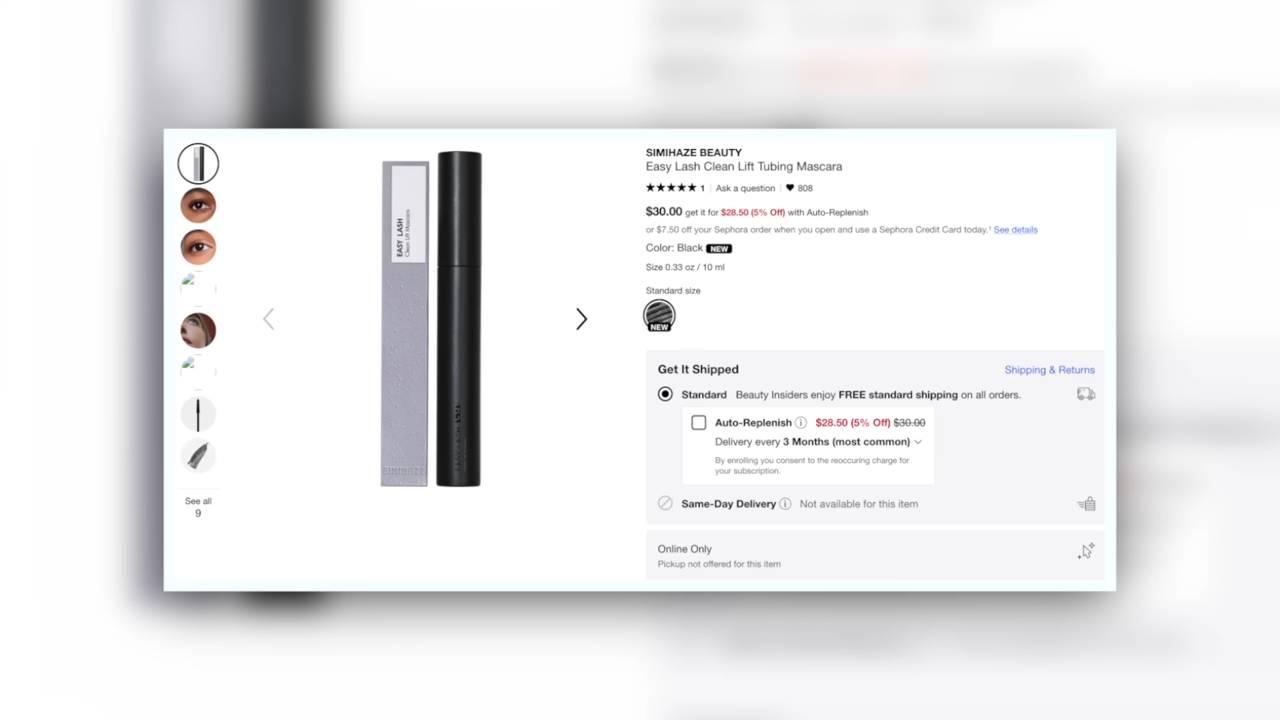 SIMIHAZE BEAUTY
Easy Lash Clean Lift Tubing Mascara
★★★★★ 1 | Ask a question | ♥ 808
$30.00 get it for $28.50 (5% Off) with Auto-Replenish
or $7.50 off your Sephora order when you open and use a Sephora Credit Card today.¹ See details
Color: Black NEW
Size 0.33 oz / 10 ml
Standard size
NEW
Get It Shipped
Shipping & Returns
Standard Beauty Insiders enjoy FREE standard shipping on all orders.
Auto-Replenish $28.50 (5% Off) $30.00
Delivery every 3 Months (most common)
By enrolling you consent to the reoccuring charge for
your subscription.
Same-Day Delivery Not available for this item
Online Only
Pickup not offered for this item
EASY LASH
Clean Lift Mascara
SIMIHAZE
See all
9